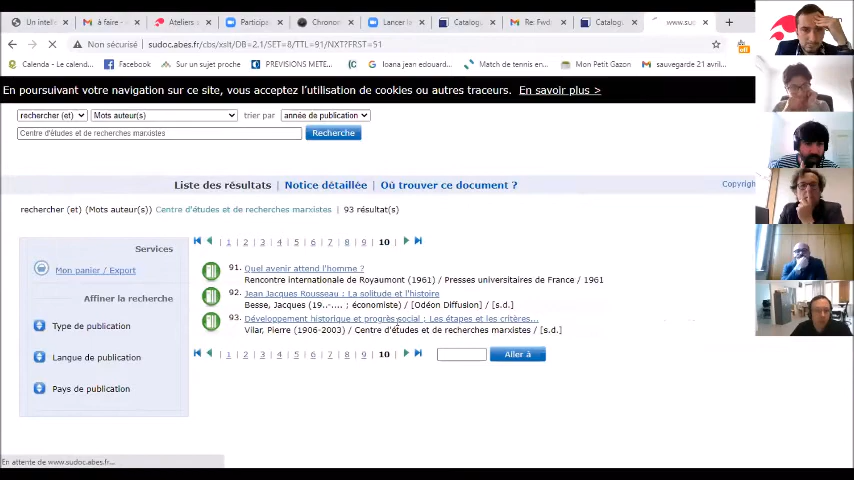 Un intelle
à faire -
Ateliers a
Participe
Chronom
Lancer la
Catalogu
Re: Fwd:
Catalogu
www.su
Non sécurisé | sudoc.abes.fr/cbs/xslt/DB=2.1/SET=8/TTL=91/NXT?FRST=51
Calenda - Le calend... Facebook Sur un sujet proche PREVISIONS METE... Ioana jean edourard... Match de tennis en... Mon Petit Gazon sauvegarde 21 avril...
En poursuivant votre navigation sur ce site, vous acceptez l'utilisation de cookies ou autres traceurs. En savoir plus >
rechercher (et) Mots auteur(s) trier par année de publication
Centre d'études et de recherches marxistes Recherche
Liste des résultats | Notice détaillée | Où trouver ce document ? Copyrigh
rechercher (et) (Mots auteur(s)) Centre d'études et de recherches marxistes | 93 résultat(s)
Services
Mon panier / Export
Affiner la recherche
Type de publication
Langue de publication
Pays de publication
| 1 | 2 | 3 | 4 | 5 | 6 | 7 | 8 | 9 | 10 |
91. Quel avenir attend l'homme ?
Rencontre internationale de Royaumont (1961) / Presses universitaires de France / 1961
92. Jean Jacques Rousseau : La solitude et l'histoire
Besse, Jacques (19..-.... ; économiste) / [Odéon Diffusion] / [s.d.]
93. Développement historique et progrès social : Les étapes et les critères...
Vilar, Pierre (1906-2003) / Centre d'études et de recherches marxistes / [s.d.]
| 1 | 2 | 3 | 4 | 5 | 6 | 7 | 8 | 9 | 10 | Aller à
En attente de www.sudoc.abes.fr...